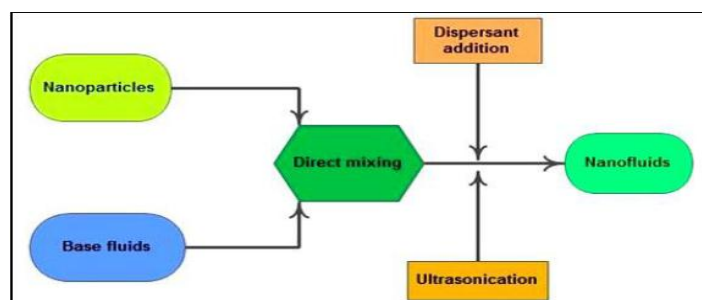 Dispersant
addition
Nanoparticles
Direct mixing
Nanofluids
Base fluids
Ultrasonication